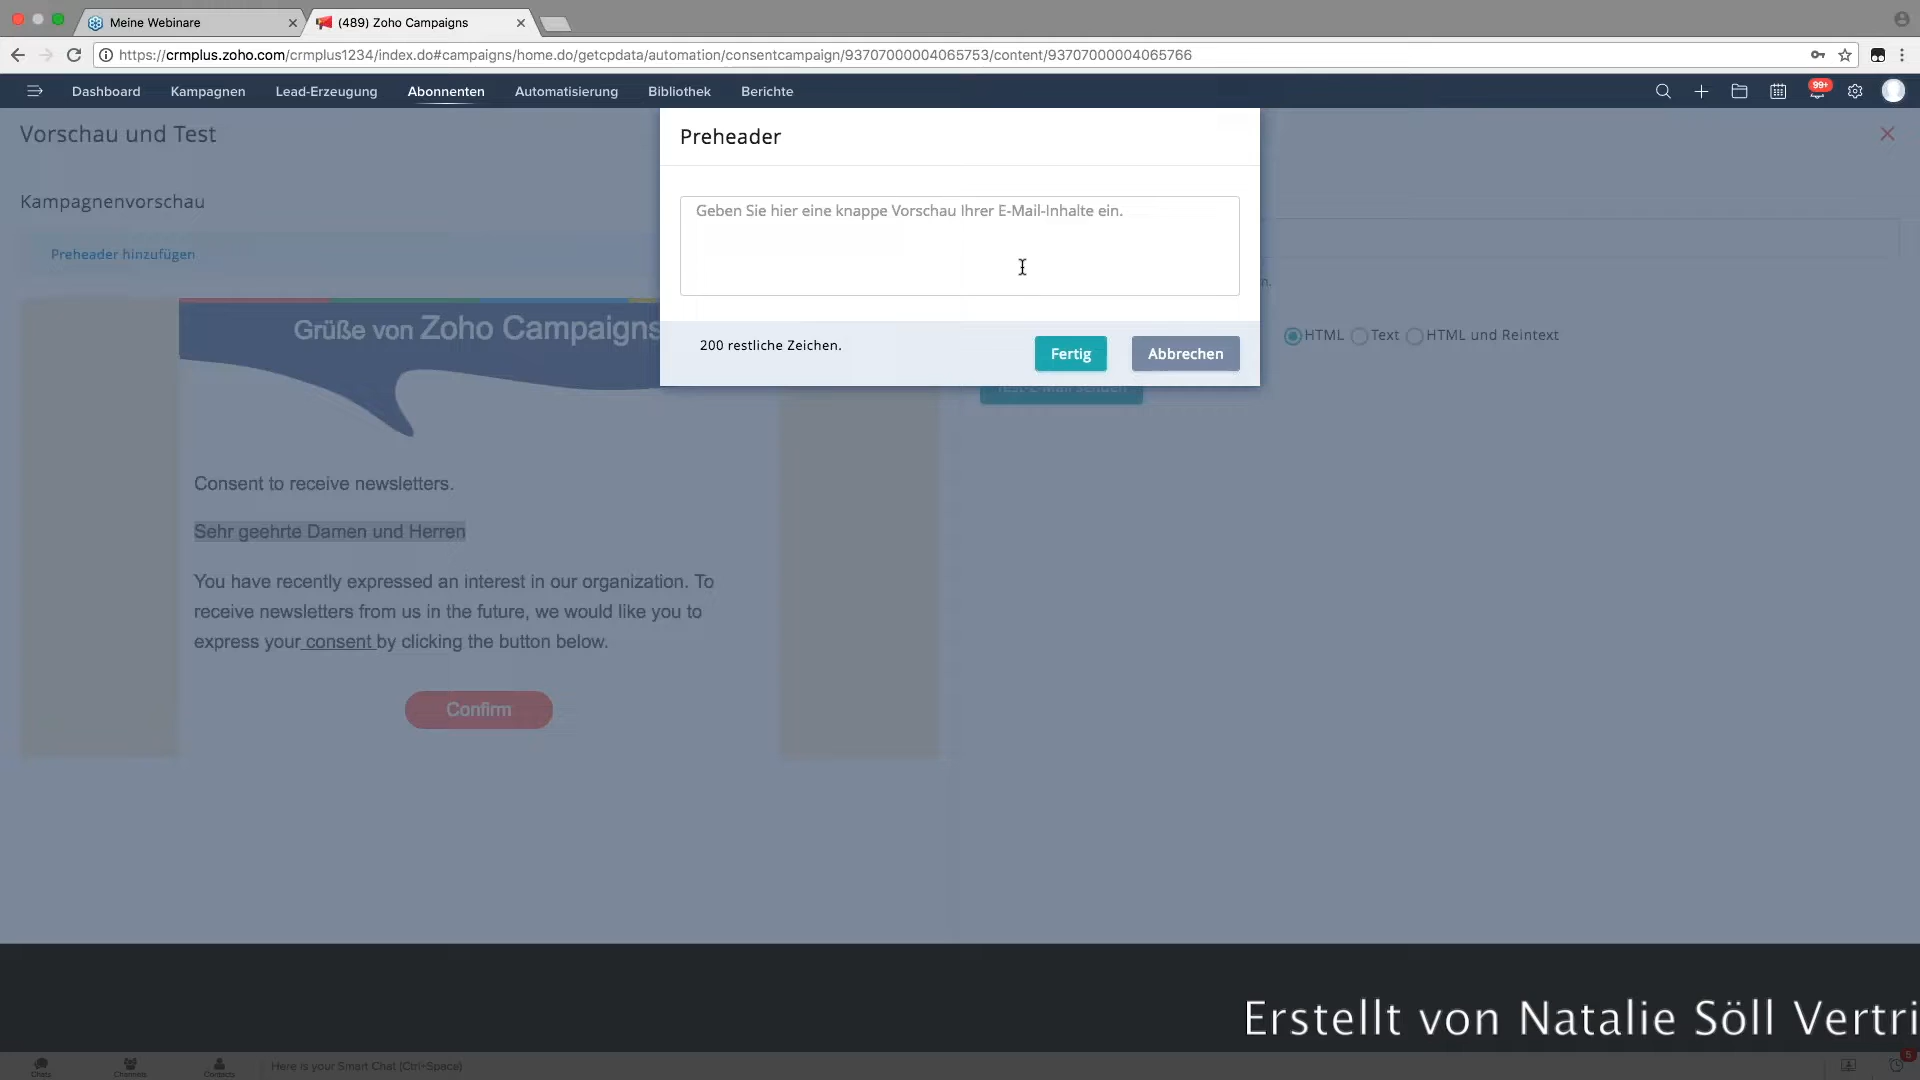 Meine Webinare
(489) Zoho Campaigns
https://crmplus.zoho.com/crmplus1234/index.do#campaigns/home.do/getcpdata/automation/consentcampaign/93707000004065753/content/93707000004065766
Dashboard Kampagnen Lead-Erzeugung Abonnenten Automatisierung Bibliothek Berichte
99+
Vorschau und Test
Preheader
Kampagnenvorschau
Geben Sie hier eine knappe Vorschau Ihrer E-Mail-Inhalte ein.
Preheader hinzufügen
n.
Grüße von Zoho Campaigns
200 restliche Zeichen.
Fertig
Abbrechen
HTML Text HTML und Reintext
Consent to receive newsletters.
Sehr geehrte Damen und Herren
You have recently expressed an interest in our organization. To
receive newsletters from us in the future, we would like you to
express your consent by clicking the button below.
Confirm
Erstellt von Natalie Söll Vertri
Chats
Channels
Contacts
Here is your Smart Chat (Ctrl+Space)
5